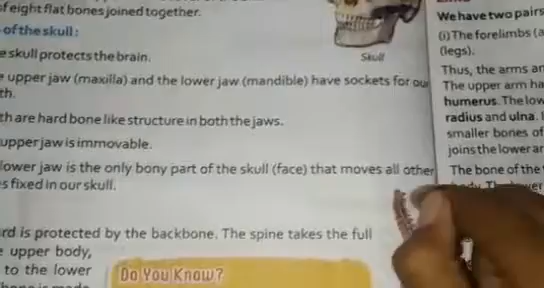 of eight flat bones joined together.
of the skull:
skull protects the brain.
Skull
upper jaw (maxilla) and the lower jaw (mandible) have sockets for our
th.
th are hard bone like structure in both the jaws.
upper jaw is immovable.
lower jaw is the only bony part of the skull (face) that moves all other
s fixed in our skull.
rd is protected by the backbone. The spine takes the full
upper body,
to the lower
Do You Know?
We have two pairs
(i) The forelimbs (a
(legs).
Thus, the arms an
The upper arm ha
humerus. The low
radius and ulna.
smaller bones of
joins the lower ar
The bone of the